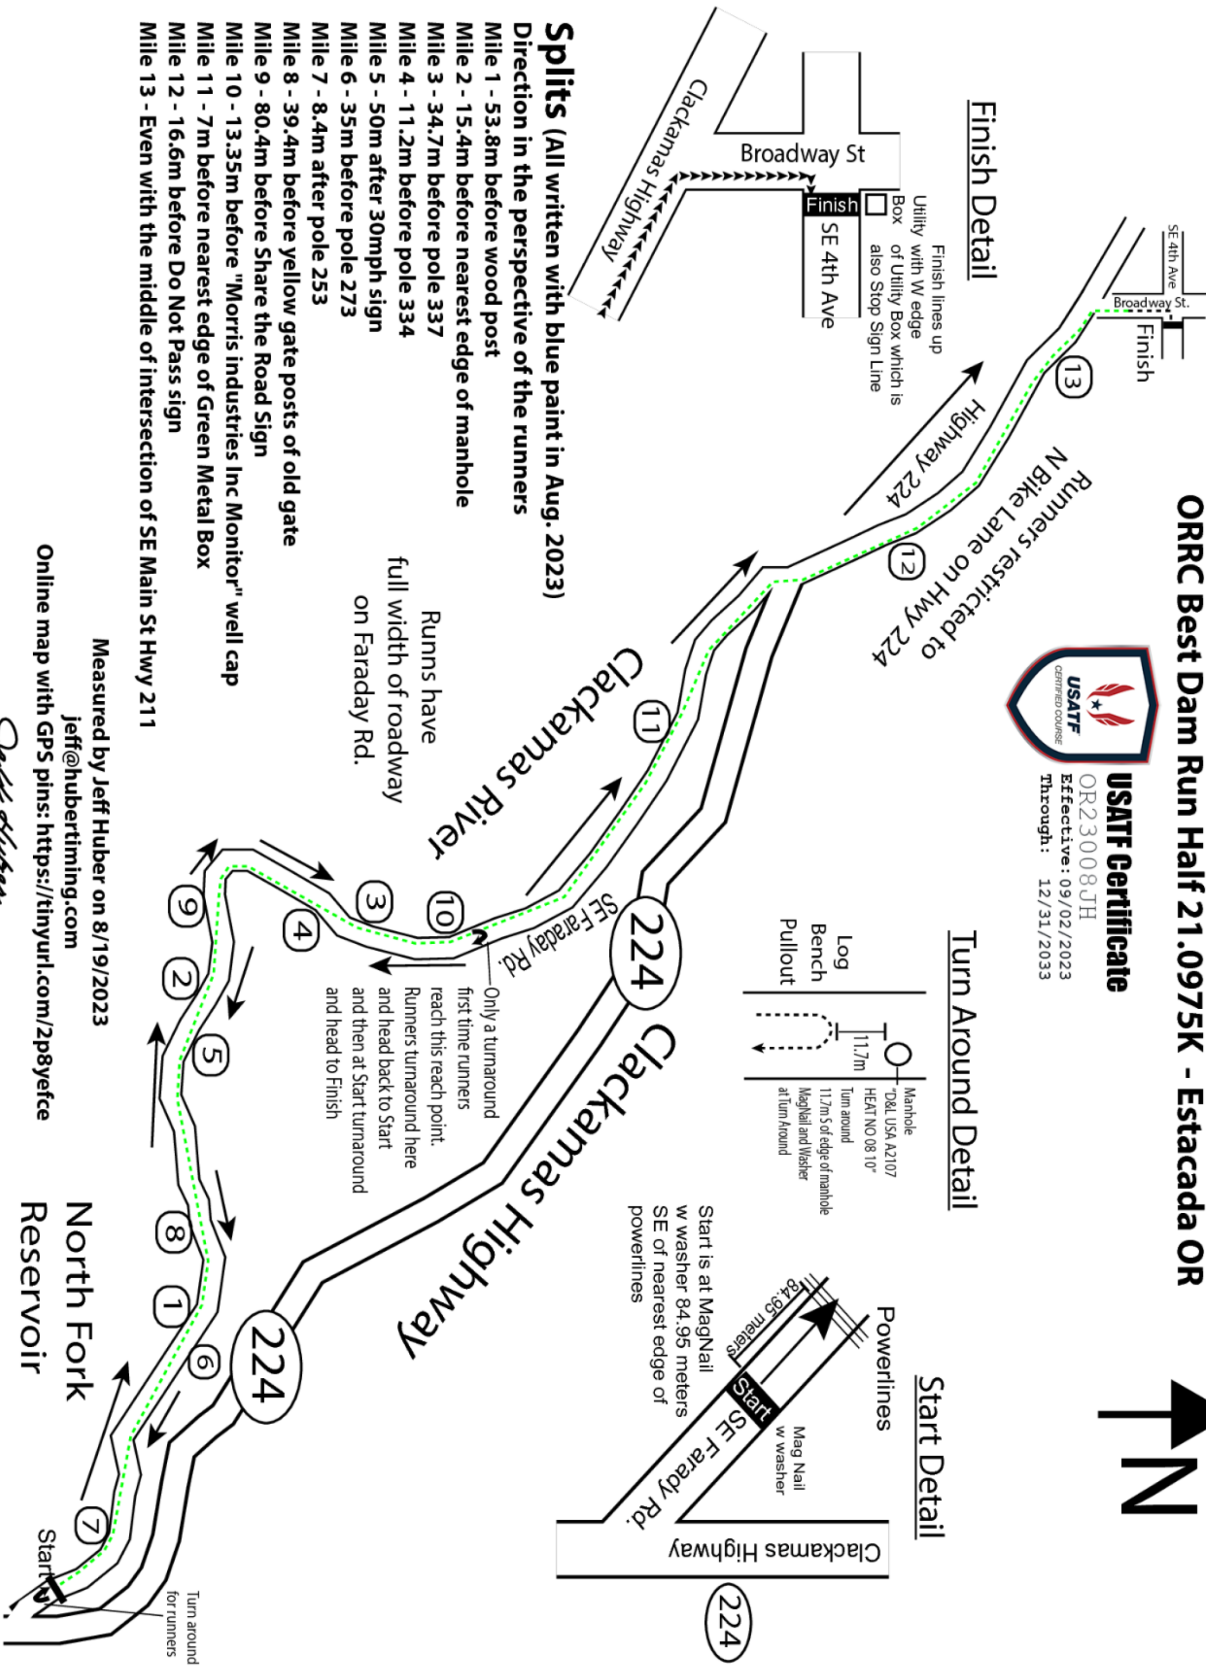 ORRC Best Dam Run Half 21.0975K - Estacada OR
N
USATF
CERTIFIED COURSE
USATF Certificate
OR23008JH
Effective: 09/02/2023
Through: 12/31/2033
Finish Detail
Finish lines up
with W edge
of Utility Box which is
also Stop Sign Line
Utility
Box
Broadway St
Finish
SE 4th Ave
Clackamas Highway
SE 4th Ave
Broadway St.
Finish
13
Highway 224
Runners restricted to
N Bike Lane on Hwy 224
12
Turn Around Detail
Log
Bench
Pullout
11.7m
Manhole
"D&L USA A2107
HEAT NO 08 10"
Turn around
11.7m S of edge of manhole
MagNail and Washer
at Turn Around
Start Detail
Powerlines
84.95 meters
Start
Mag Nail
w washer
SE Farady Rd.
Clackamas Highway
224
Start is at MagNail
w washer 84.95 meters
SE of nearest edge of
powerlines
Splits (All written with blue paint in Aug. 2023)
Direction in the perspective of the runners
Mile 1 - 53.8m before wood post
Mile 2 - 15.4m before nearest edge of manhole
Mile 3 - 34.7m before pole 337
Mile 4 - 11.2m before pole 334
Mile 5 - 50m after 30mph sign
Mile 6 - 35m before pole 273
Mile 7 - 8.4m after pole 253
Mile 8 - 39.4m before yellow gate posts of old gate
Mile 9 - 80.4m before Share the Road Sign
Mile 10 - 13.35m before "Morris industries Inc Monitor" well cap
Mile 11 - 7m before nearest edge of Green Metal Box
Mile 12 - 16.6m before Do Not Pass sign
Mile 13 - Even with the middle of intersection of SE Main St Hwy 211
Clackamas River
11
224
SE Faraday Rd.
Clackamas Highway
Runns have
full width of roadway
on Faraday Rd.
10
3
4
9
2
5
8
1
6
7
Only a turnaround
first time runners
reach this reach point.
Runners turnaround here
and head back to Start
and then at Start turnaround
and head to Finish
224
North Fork
Reservoir
Start
Turn around
for runners
Measured by Jeff Huber on 8/19/2023
jeff@hubertiming.com
Online map with GPS pins: https://tinyurl.com/2p8yefce